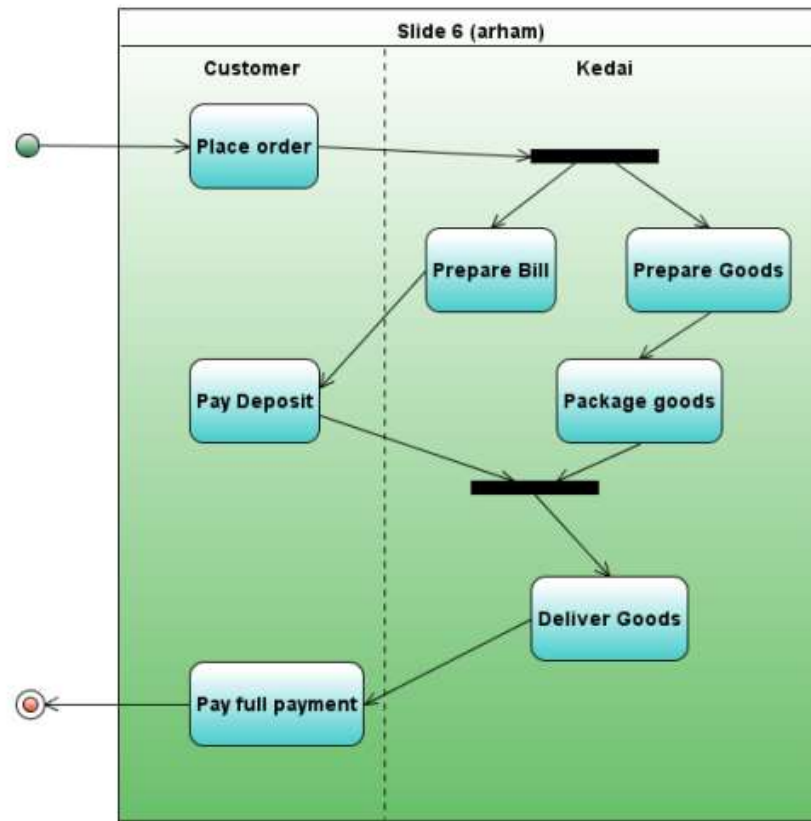 Slide 6 (arham)
Customer
Kedai
Place order
Prepare Bill
Prepare Goods
Pay Deposit
Package goods
Deliver Goods
Pay full payment